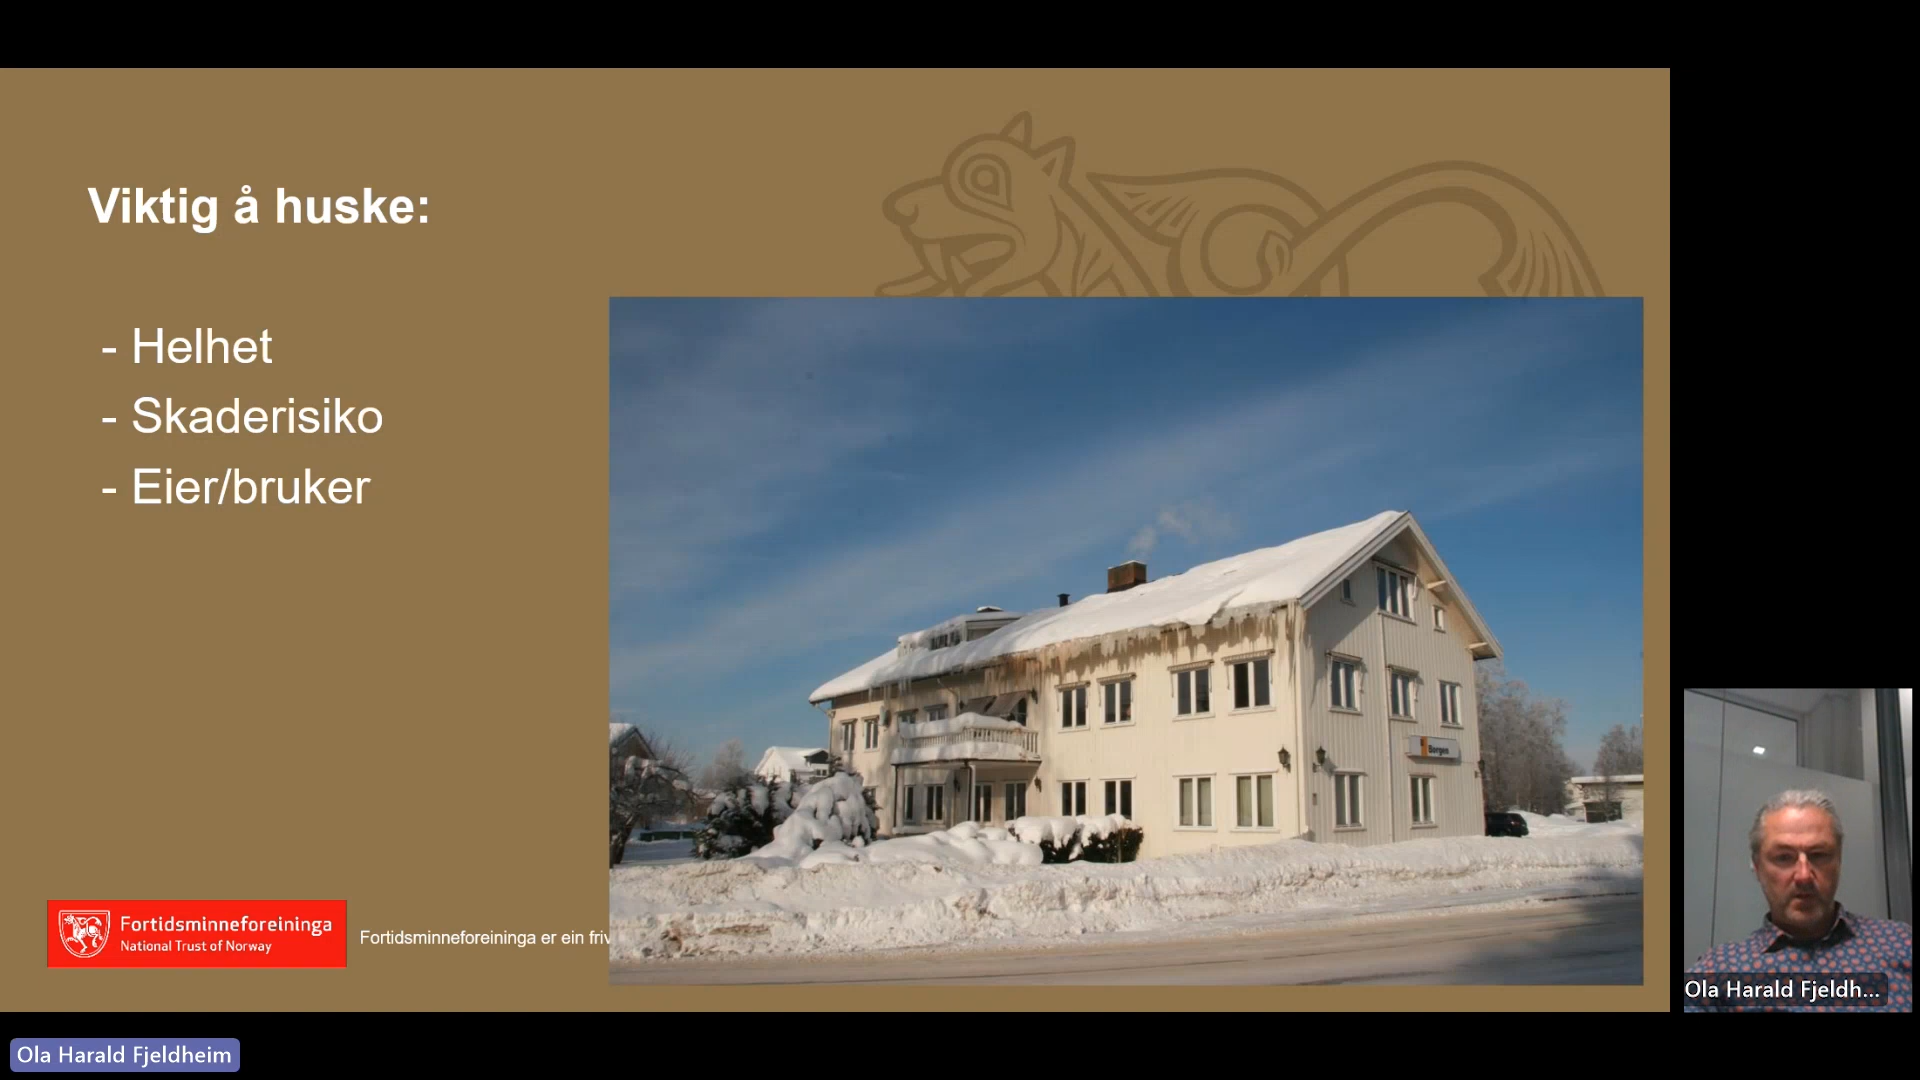 Viktig å huske:
- Helhet
- Skaderisiko
- Eier/bruker
Borgen
Fortidsminneforeininga
National Trust of Norway
Fortidsminneforeininga er ein friv
Ola Harald Fjeldh...
Ola Harald Fjeldheim